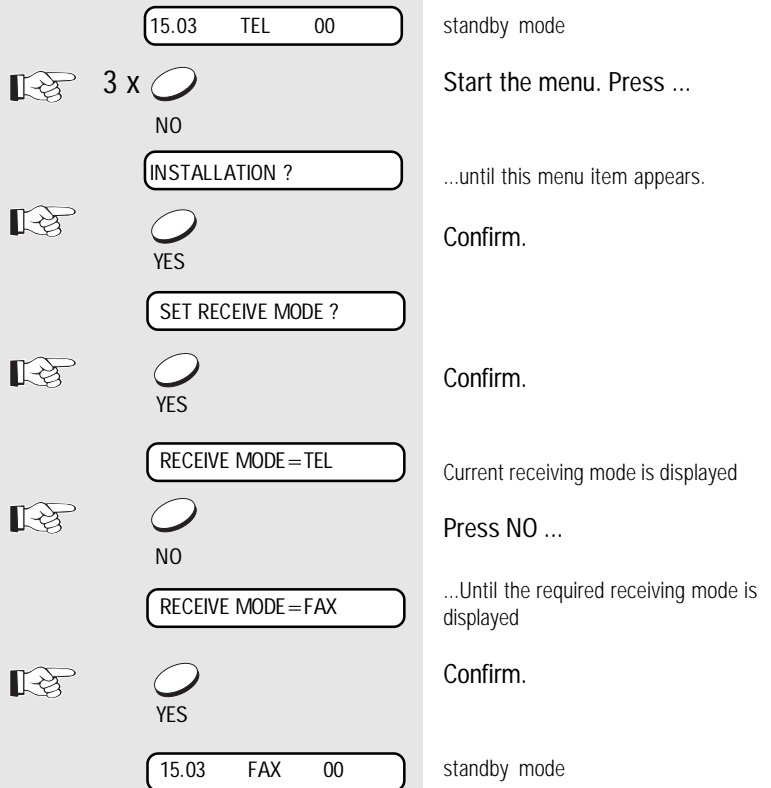 15.03 TEL 00
standby mode
3 x
Start the menu. Press ...
NO
INSTALLATION ?
...until this menu item appears.
Confirm.
YES
SET RECEIVE MODE ?
Confirm.
YES
RECEIVE MODE=TEL
Current receiving mode is displayed
Press NO ...
NO
RECEIVE MODE=FAX
...Until the required receiving mode is
displayed
Confirm.
YES
15.03 FAX 00
standby mode